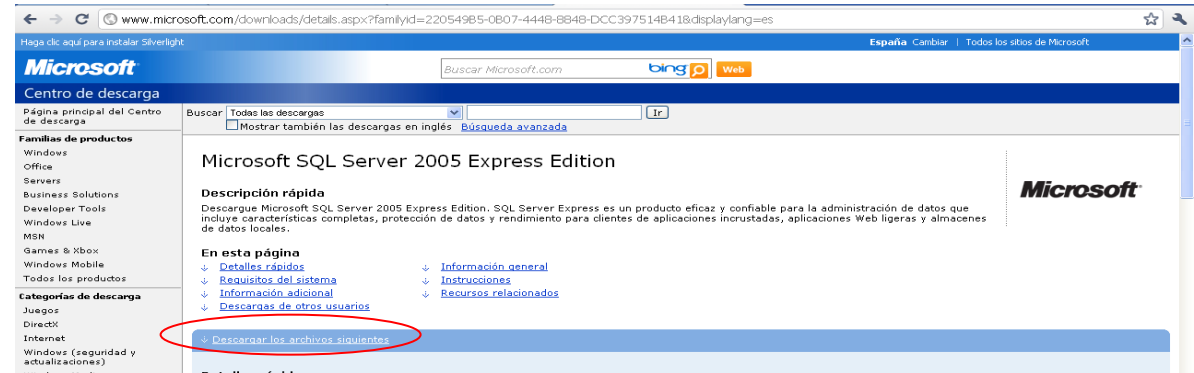 www.microsoft.com/downloads/details.aspx?familyid=220549B5-0B07-4448-8848-DCC397514B41&displaylang=es
Haga clic aquí para instalar Silverlight
España Cambiar | Todos los sitios de Microsoft
Microsoft
Buscar Microsoft.com
bing
Web
Centro de descarga
Página principal del Centro
de descarga
Buscar Todas las descargas
Ir
Mostrar también las descargas en inglés Búsqueda avanzada
Familias de productos
Windows
Office
Servers
Business Solutions
Developer Tools
Windows Live
MSN
Games & Xbox
Windows Mobile
Todos los productos
Categorías de descarga
Juegos
DirectX
Internet
Windows (seguridad y
actualizaciones)
Microsoft SQL Server 2005 Express Edition
Microsoft
Descripción rápida
Descargue Microsoft SQL Server 2005 Express Edition. SQL Server Express es un producto eficaz y confiable para la administración de datos que
incluye características completas, protección de datos y rendimiento para clientes de aplicaciones incrustadas, aplicaciones Web ligeras y almacenes
de datos locales.
En esta página
Detalles rápidos
Información general
Requisitos del sistema
Instrucciones
Información adicional
Recursos relacionados
Descargas de otros usuarios
Descargar los archivos siguientes